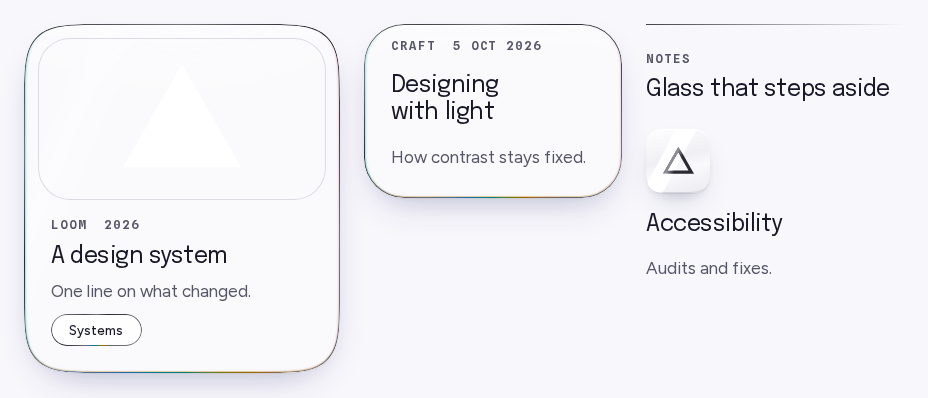 LOOM  2026
A design system
One line on what changed.
Systems
CRAFT  5 OCT 2026
Designing
with light
How contrast stays fixed.
NOTES
Glass that steps aside
Accessibility
Audits and fixes.